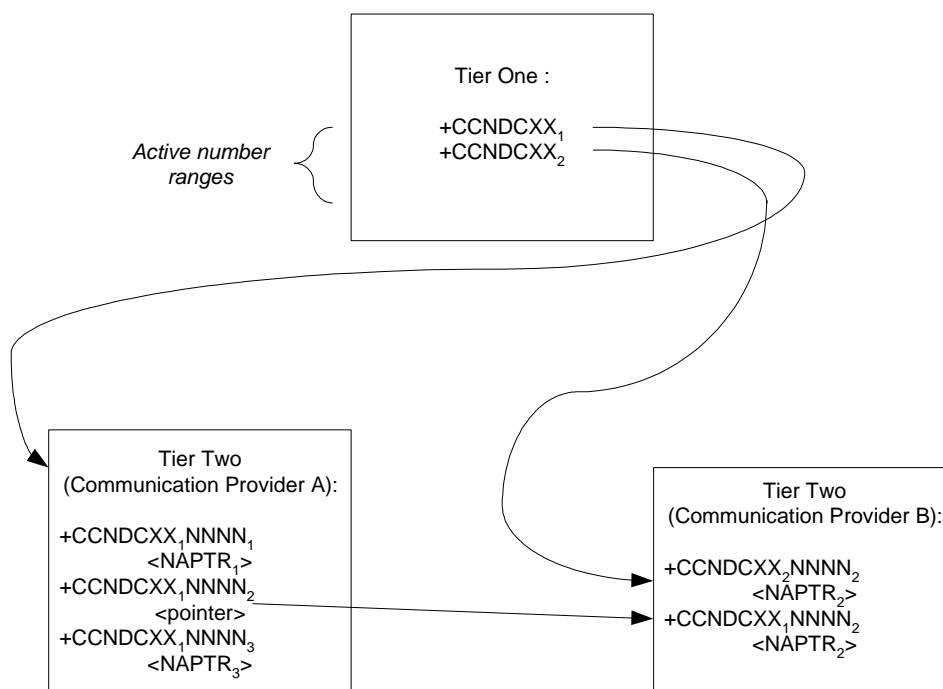 Tier One :
+CCNDCXX₁
+CCNDCXX₂
Active number
ranges
Tier Two
(Communication Provider A):
+CCNDCXX₁NNNN₁
<NAPTR₁>
+CCNDCXX₁NNNN₂
<pointer>
+CCNDCXX₁NNNN₃
<NAPTR₃>
Tier Two
(Communication Provider B):
+CCNDCXX₂NNNN₂
<NAPTR₂>
+CCNDCXX₁NNNN₂
<NAPTR₂>